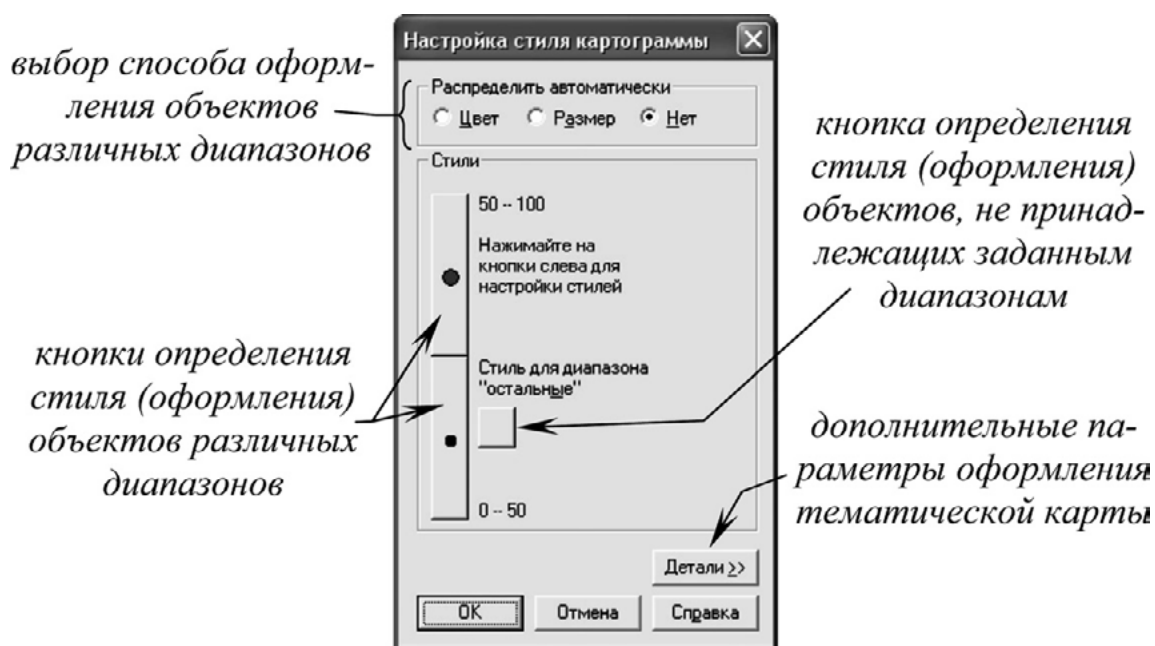 выбор способа оформ-
ления объектов
различных диапазонов
Настройка стиля картограммы
Распределить автоматически
Цвет Размер Нет
Стили
50 -- 100
Нажимайте на
кнопки слева для
настройки стилей
Стиль для диапазона
"остальные"
0 -- 50
Детали >>
ОК Отмена Справка
кнопки определения
стиля (оформления)
объектов различных
диапазонов
кнопка определения
стиля (оформления)
объектов, не принад-
лежащих заданным
диапазонам
дополнительные па-
раметры оформления
тематической карты